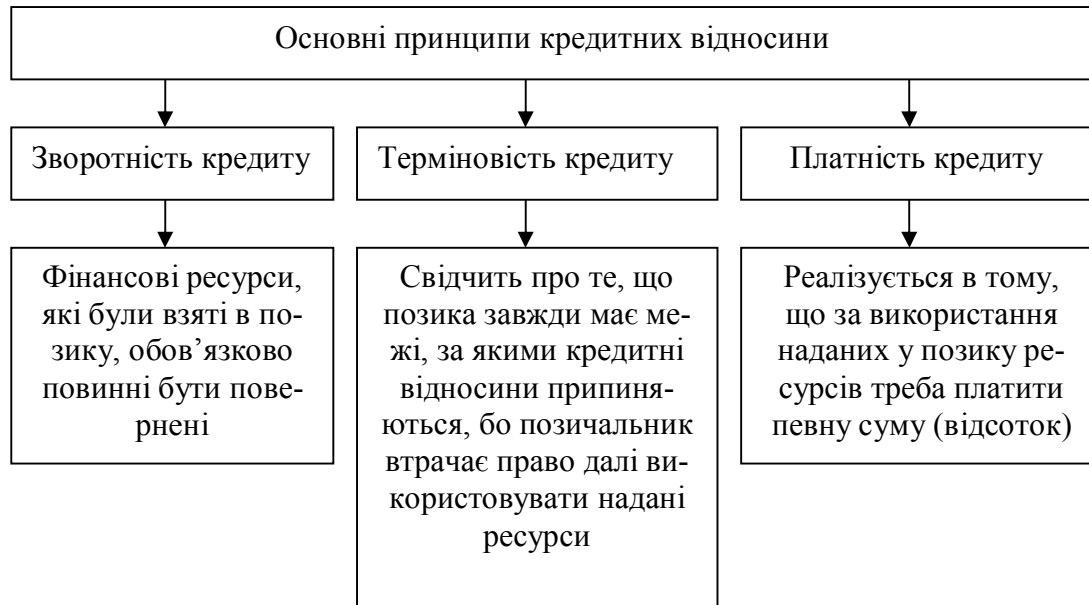 Основні принципи кредитних відносини
Зворотність кредиту
Терміновість кредиту
Платність кредиту
Фінансові ресурси,
які були взяті в по-
зику, обов’язково
повинні бути пове-
рнені
Свідчить про те, що
позика завжди має ме-
жі, за якими кредитні
відносини припиня-
ються, бо позичальник
втрачає право далі ви-
користовувати надані
ресурси
Реалізується в тому,
що за використання
наданих у позику ре-
сурсів треба платити
певну суму (відсоток)